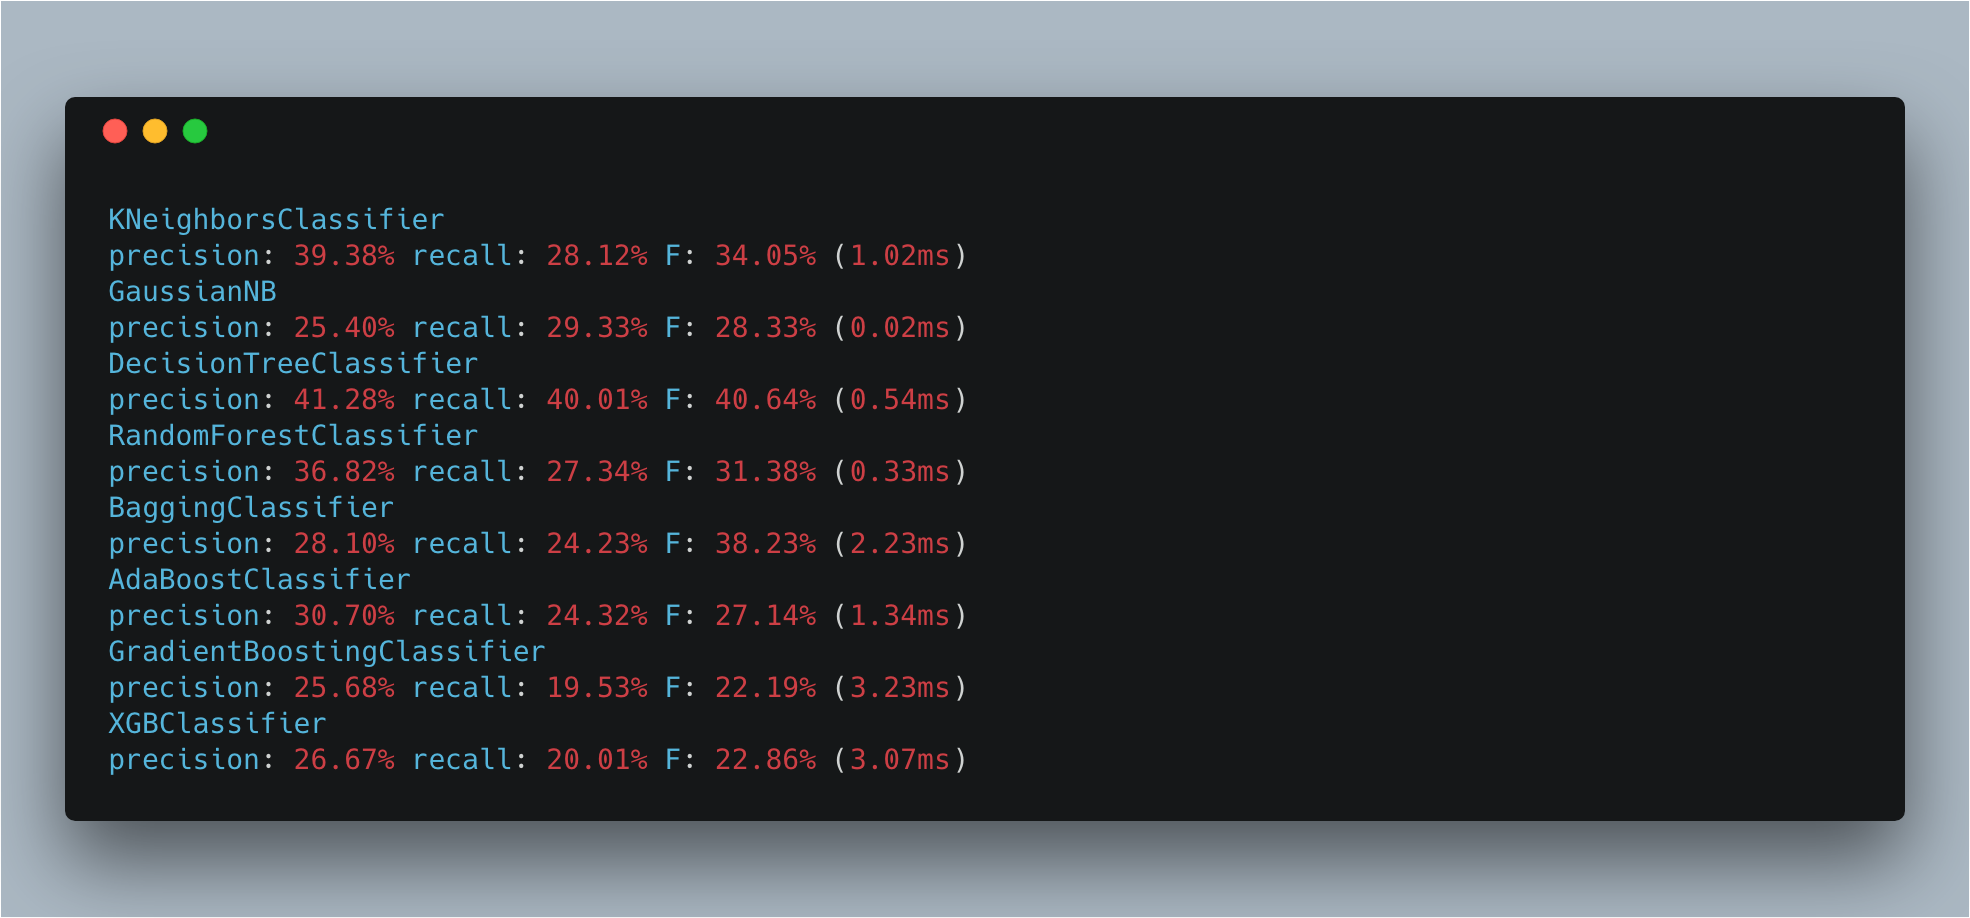 KNeighborsClassifier
precision: 39.38% recall: 28.12% F: 34.05% (1.02ms)
GaussianNB
precision: 25.40% recall: 29.33% F: 28.33% (0.02ms)
DecisionTreeClassifier
precision: 41.28% recall: 40.01% F: 40.64% (0.54ms)
RandomForestClassifier
precision: 36.82% recall: 27.34% F: 31.38% (0.33ms)
BaggingClassifier
precision: 28.10% recall: 24.23% F: 38.23% (2.23ms)
AdaBoostClassifier
precision: 30.70% recall: 24.32% F: 27.14% (1.34ms)
GradientBoostingClassifier
precision: 25.68% recall: 19.53% F: 22.19% (3.23ms)
XGBClassifier
precision: 26.67% recall: 20.01% F: 22.86% (3.07ms)